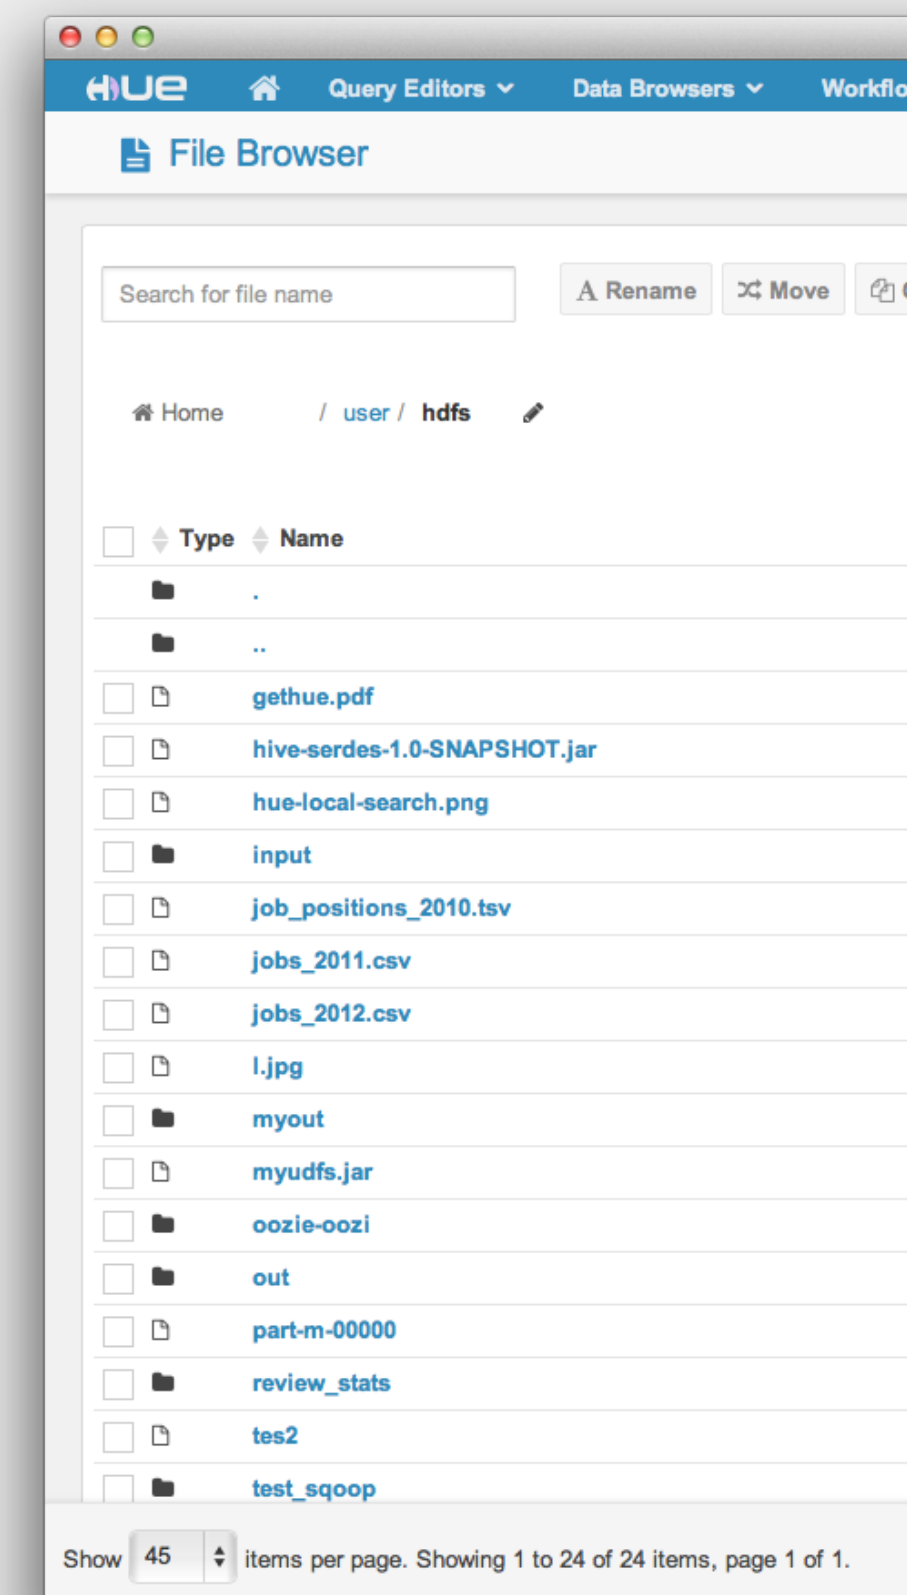 HUE Query Editors Data Browsers Workflo
File Browser
Search for file name A Rename Move
Home / user / hdfs
Type Name
.
..
gethue.pdf
hive-serdes-1.0-SNAPSHOT.jar
hue-local-search.png
input
job_positions_2010.tsv
jobs_2011.csv
jobs_2012.csv
l.jpg
myout
myudfs.jar
oozie-oozi
out
part-m-00000
review_stats
tes2
test_sqoop
Show 45 items per page. Showing 1 to 24 of 24 items, page 1 of 1.